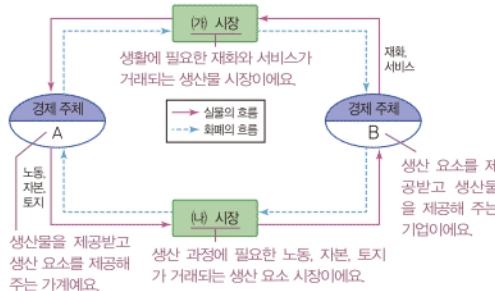 (가) 시장
생활에 필요한 재화와 서비스가
거래되는 생산물 시장이에요.
재화,
서비스
경제 주체
A
실물의 흐름
화폐의 흐름
경제 주체
B
노동,
자본,
토지
(나) 시장
생산물을 제공받고
생산 요소를 제공해
주는 가계예요.
생산 과정에 필요한 노동, 자본, 토지
가 거래되는 생산 요소 시장이에요.
생산 요소를 제
공받고 생산물
을 제공해 주는
기업이에요.